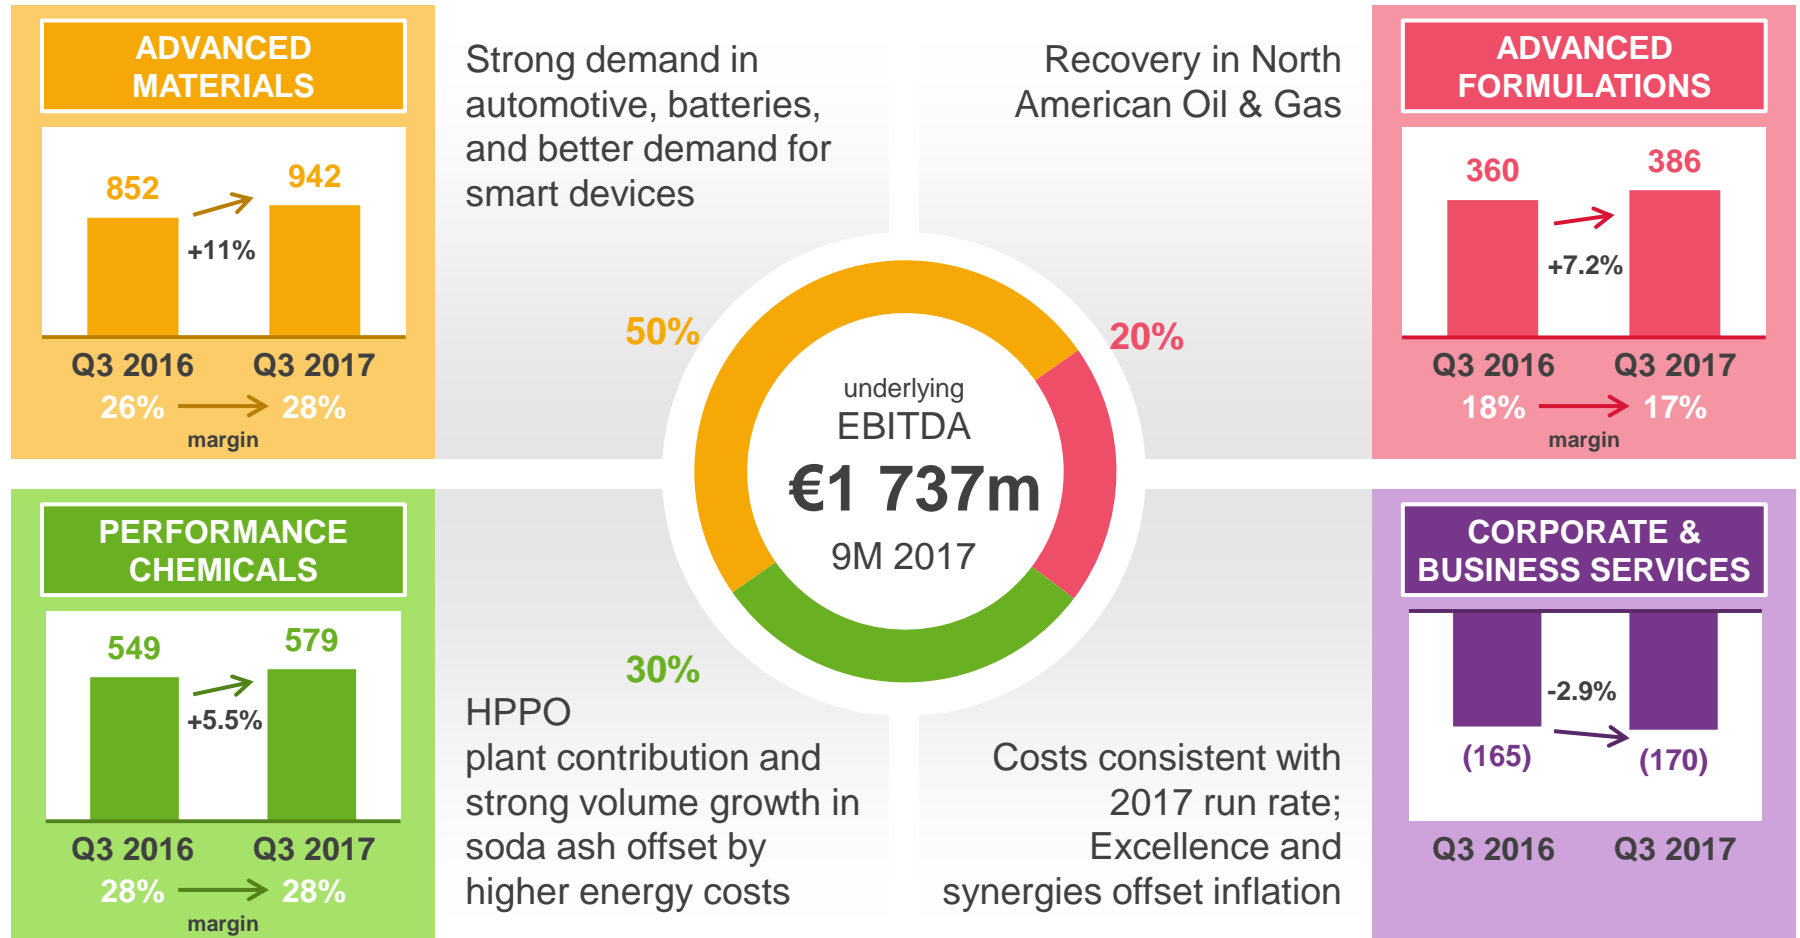 ADVANCED
MATERIALS
852
942
+11%
Q3 2016
Q3 2017
26%
28%
margin
Strong demand in
automotive, batteries,
and better demand for
smart devices
50%
Recovery in North
American Oil & Gas
20%
ADVANCED
FORMULATIONS
360
386
+7.2%
Q3 2016
Q3 2017
18%
17%
margin
underlying
EBITDA
€1 737m
9M 2017
PERFORMANCE
CHEMICALS
549
579
+5.5%
Q3 2016
Q3 2017
28%
28%
margin
30%
HPPO
plant contribution and
strong volume growth in
soda ash offset by
higher energy costs
Costs consistent with
2017 run rate;
Excellence and
synergies offset inflation
CORPORATE &
BUSINESS SERVICES
-2.9%
(165)
(170)
Q3 2016
Q3 2017